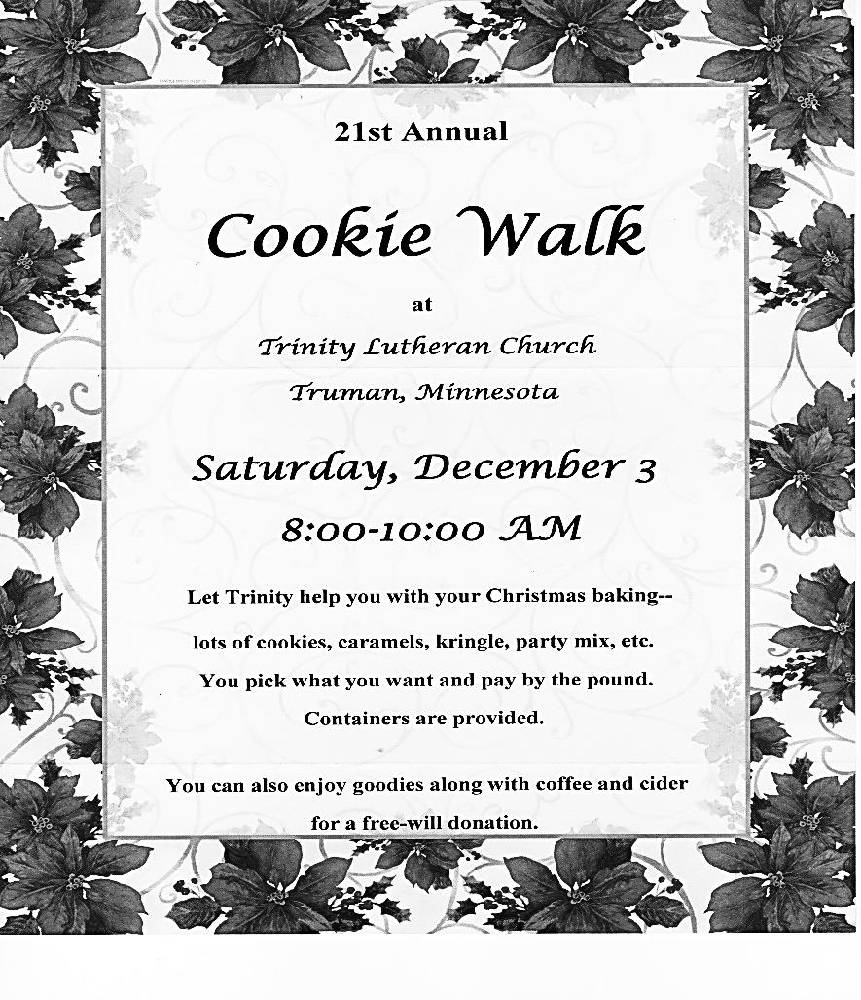 21st Annual
Cookie Walk
at
Trinity Lutheran Church
Truman, Minnesota
Saturday, December 3
8:00-10:00 AM
Let Trinity help you with your Christmas baking--
lots of cookies, caramels, kringle, party mix, etc.
You pick what you want and pay by the pound.
Containers are provided.
You can also enjoy goodies along with coffee and cider
for a free-will donation.